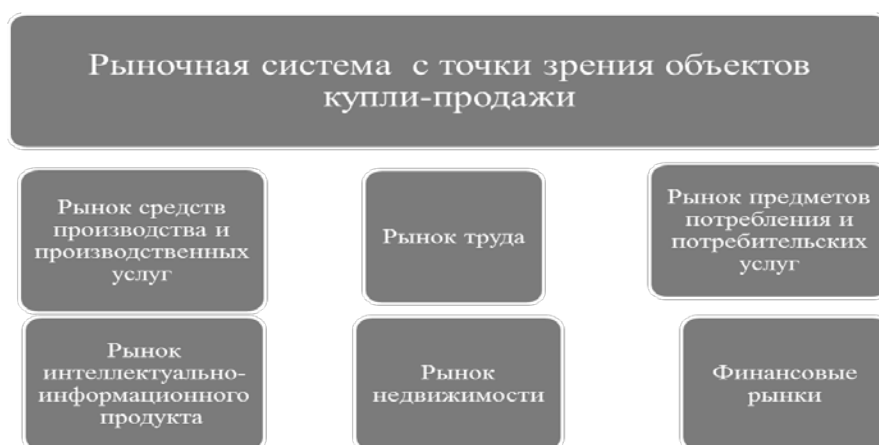 Рыночная система с точки зрения объектов
купли-продажи
Рынок средств
производства и
производственных
услуг
Рынок труда
Рынок предметов
потребления и
потребительских
услуг
Рынок
интеллектуально-
информационного
продукта
Рынок
недвижимости
Финансовые
рынки